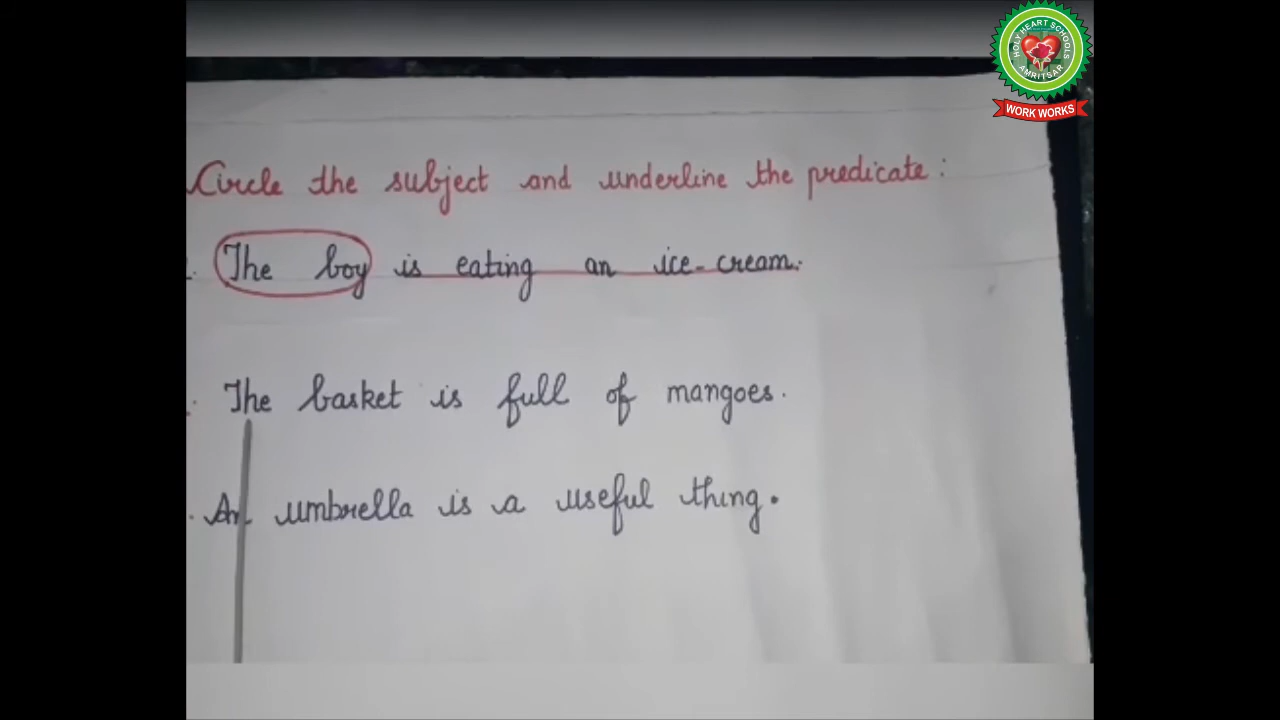 HOLY HEART SCHOOLS
AMRITSAR
WORK WORKS
Circle the subject and underline the predicate :
The boy is eating an ice-cream.
The basket is full of mangoes.
An umbrella is a useful thing.